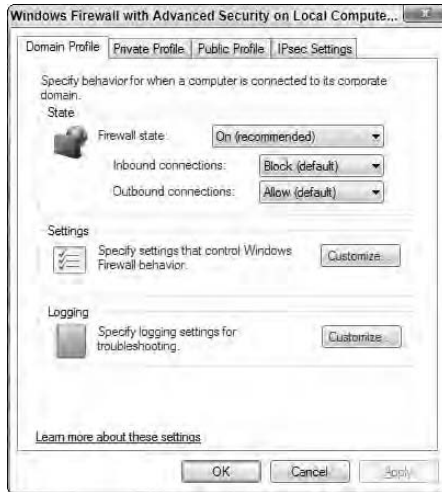 Windows Firewall with Advanced Security on Local Compute...
Domain Profile Private Profile Public Profile IPsec Settings
Specify behavior for when a computer is connected to its corporate
domain.
State
Firewall state: On (recommended)
Inbound connections: Block (default)
Outbound connections: Allow (default)
Settings
Specify settings that control Windows
Firewall behavior.
Customize...
Logging
Specify logging settings for
troubleshooting.
Customize...
Learn more about these settings
OK Cancel Apply